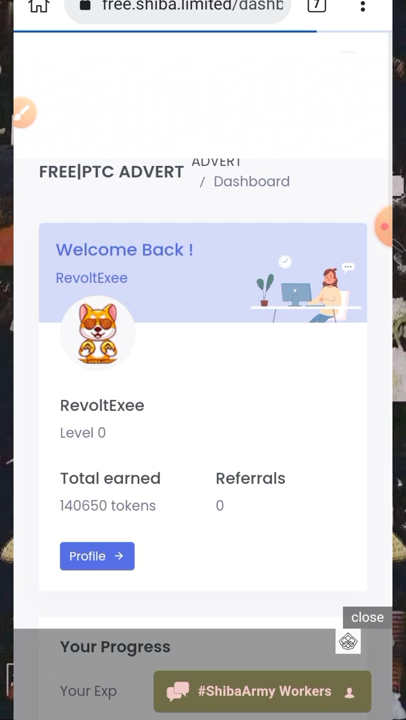 free.shiba.limited/dashb
7
FREE|PTC ADVERT
ADVERT
/ Dashboard
Welcome Back !
RevoltExee
RevoltExee
Level 0
Total earned
Referrals
140650 tokens
0
Profile →
close
Your Progress
Your Exp
#ShibaArmy Workers